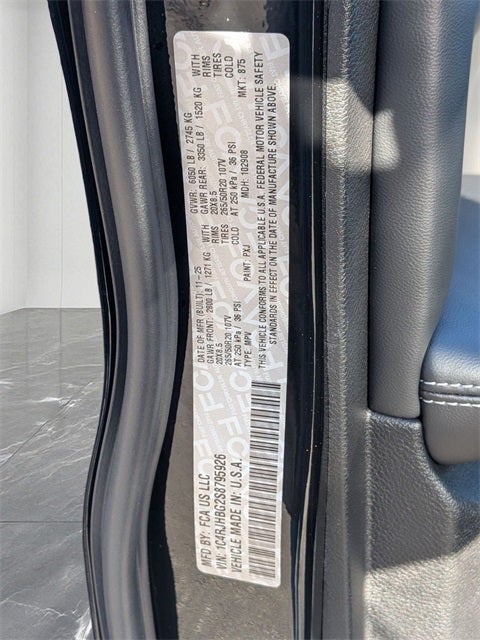 MFD BY: FCA US LLC
DATE OF MFR (BUILT): 11-25
GVWR: 6050 LB / 2745 KG
GAWR FRONT: 2800 LB / 1271 KG
GAWR REAR: 3350 LB / 1520 KG
WITH
20X8.5
RIMS
20X8.5
RIMS
265/50R20 107V
TIRES
265/50R20 107V
TIRES
AT 250 kPa / 36 PSI
COLD
AT 250 kPa / 36 PSI
COLD
VIN: 1C4RJHBG2S8795926
TYPE: MPV
PAINT: PXJ
MDH: 102908
MKT: 875
VEHICLE MADE IN: U.S.A.
THIS VEHICLE CONFORMS TO ALL APPLICABLE U.S.A. FEDERAL MOTOR VEHICLE SAFETY
STANDARDS IN EFFECT ON THE DATE OF MANUFACTURE SHOWN ABOVE.